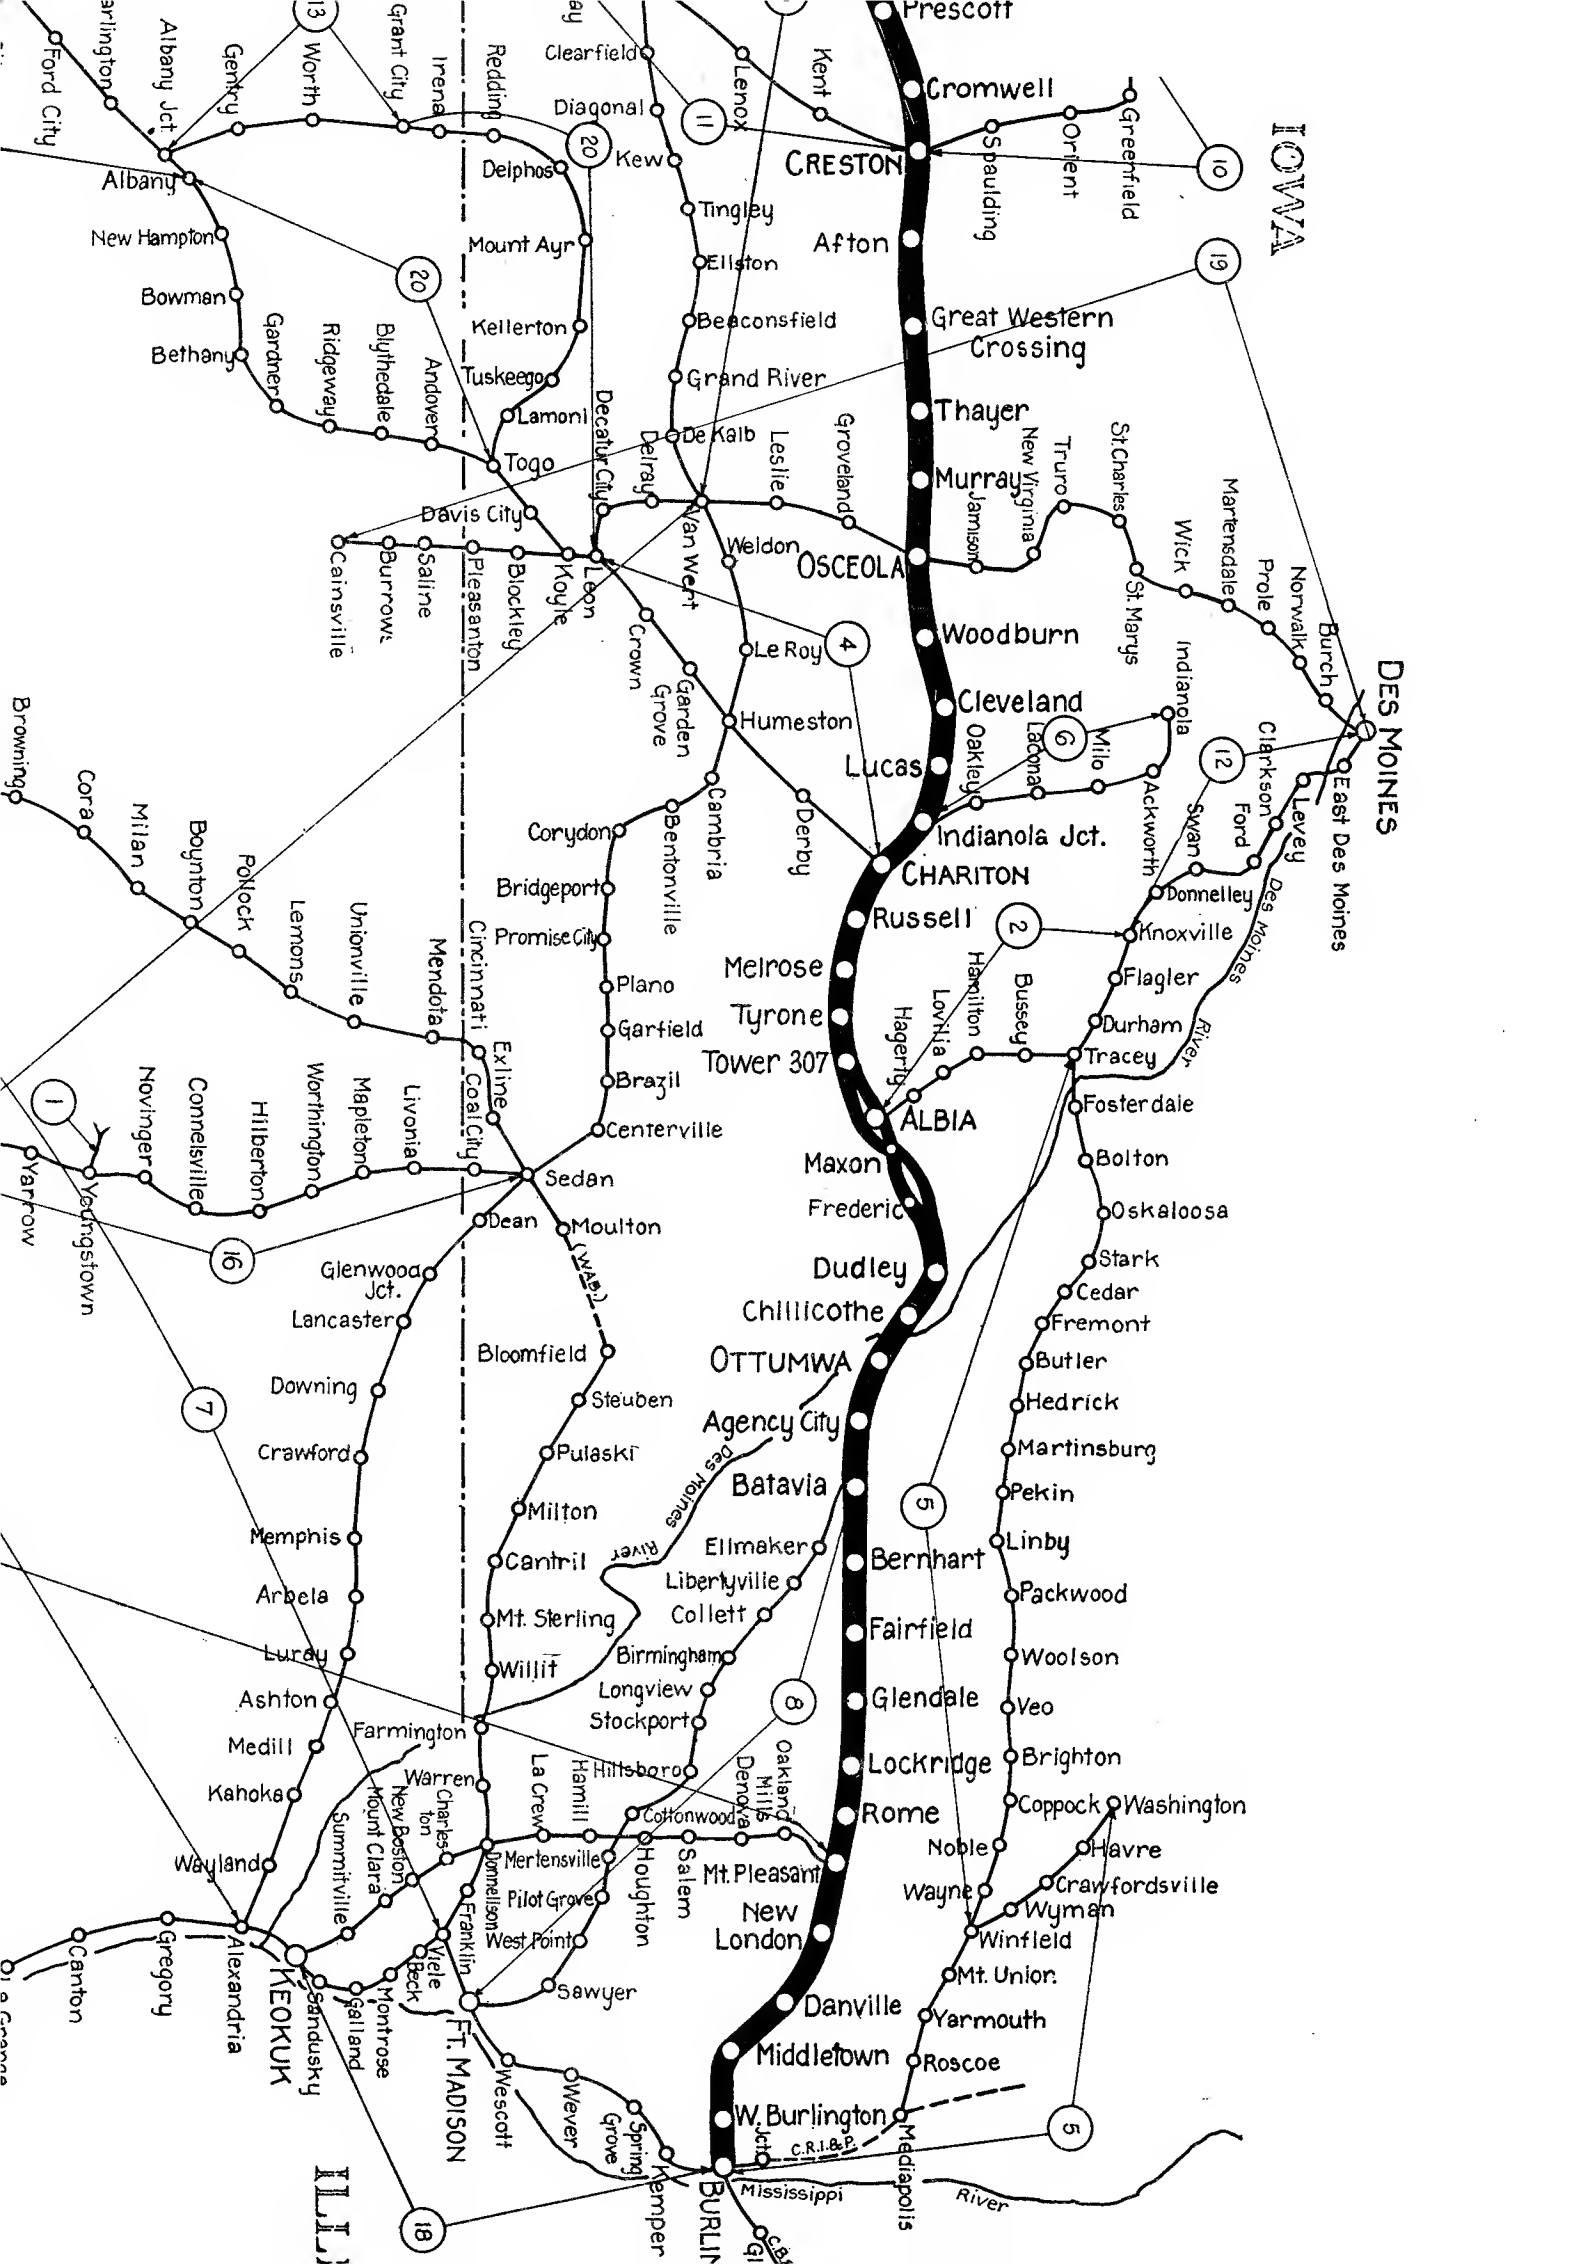 IOWA
Prescott
Cromwell
CRESTON
Afton
Great Western
Crossing
Thayer
Murray
OSCEOLA
Woodburn
Cleveland
Lucas
Indianola Jct.
CHARITON
Russell
Melrose
Tyrone
Tower 307
ALBIA
Maxon
Frederic
Dudley
Chillicothe
OTTUMWA
Agency City
Batavia
Bernhart
Fairfield
Glendale
Lockridge
Rome
Mt. Pleasant
New
London
Danville
Middletown
W. Burlington
BURLIN
Greenfield
Orient
Spaulding
10
11
Kent
Lenox
Clearfield
Diagonal
Kew
Tingley
Ellston
Beaconsfield
Grand River
De Kalb
Van Wert
Weldon
Le Roy
Humeston
Cambria
Bentonville
Corydon
Bridgeport
Promise City
Plano
Garfield
Brazil
Centerville
Sedan
ay
13
20
Ford City
arlington
Albany Jct.
Gentry
Worth
Grant City
Irena
Redding
Delphos
Mount Ayr
Kellerton
Tuskeego
Lamoni
Togo
Davis City
Koyle
Leon
Albany
New Hampton
Bowman
Bethany
Gardner
Ridgeway
Blythedale
Andover
20
19
Decatur City
Delray
Leslie
Groveland
Cainsville
Burrows
Saline
Pleasanton
Blockley
Crown
Garden
Grove
Derby
4
Jamison
New Virginia
Truro
St. Charles
St. Marys
Wick
Martensdale
Prole
Norwalk
Burch
DES MOINES
East Des Moines
Levey
Clarkson
Ford
Swan
Donnelley
Knoxville
Flagler
Durham
Tracey
12
6
Indianola
Ackworth
Milo
Lacona
Oakley
2
Hagerty
Lovilia
Hamilton
Bussey
Des Moines
River
Fosterdale
Bolton
Oskaloosa
Stark
Cedar
Fremont
Butler
Hedrick
Martinsburg
Pekin
Linby
Packwood
Woolson
Veo
Brighton
Coppock
Noble
Wayne
Winfield
Washington
Havre
Crawfordsville
Wyman
Mt. Union
Yarmouth
Roscoe
Mediapolis
5
5
C.R.I.&P.
Jct.
Mississippi
River
Browning
Cora
Milan
Boynton
Pollock
Lemons
Unionville
Mendota
Cincinnati
Exline
Coal City
Livonia
Mapleton
Worthington
Hilberton
Connelsville
Novinger
Youngstown
Yarrow
1
16
7
Dean
Glenwood
Jct.
Lancaster
Downing
Crawford
Memphis
Arbela
Luray
Ashton
Medill
Kahoka
Wayland
Alexandria
Gregory
Canton
La Grange
Moulton
(WAB.)
Bloomfield
Steuben
Pulaski
Milton
Cantril
Mt. Sterling
Willit
Farmington
Warren
Donnellson
Franklin
Des Moines
River
Ellmaker
Libertyville
Collett
Birmingham
Longview
Stockport
Hillsboro
Cottonwood
Mertensville
Pilot Grove
West Point
Sawyer
8
La Crew
Hamill
Houghton
Salem
Denova
Oakland
Mills
Charles
ton
New Boston
Mount Clara
Summitville
KEOKUK
Sandusky
Galland
Montrose
Beck
Viele
FT. MADISON
Wescott
Wever
Spring
Grove
Kemper
18
ILLI
C.B.
Gl